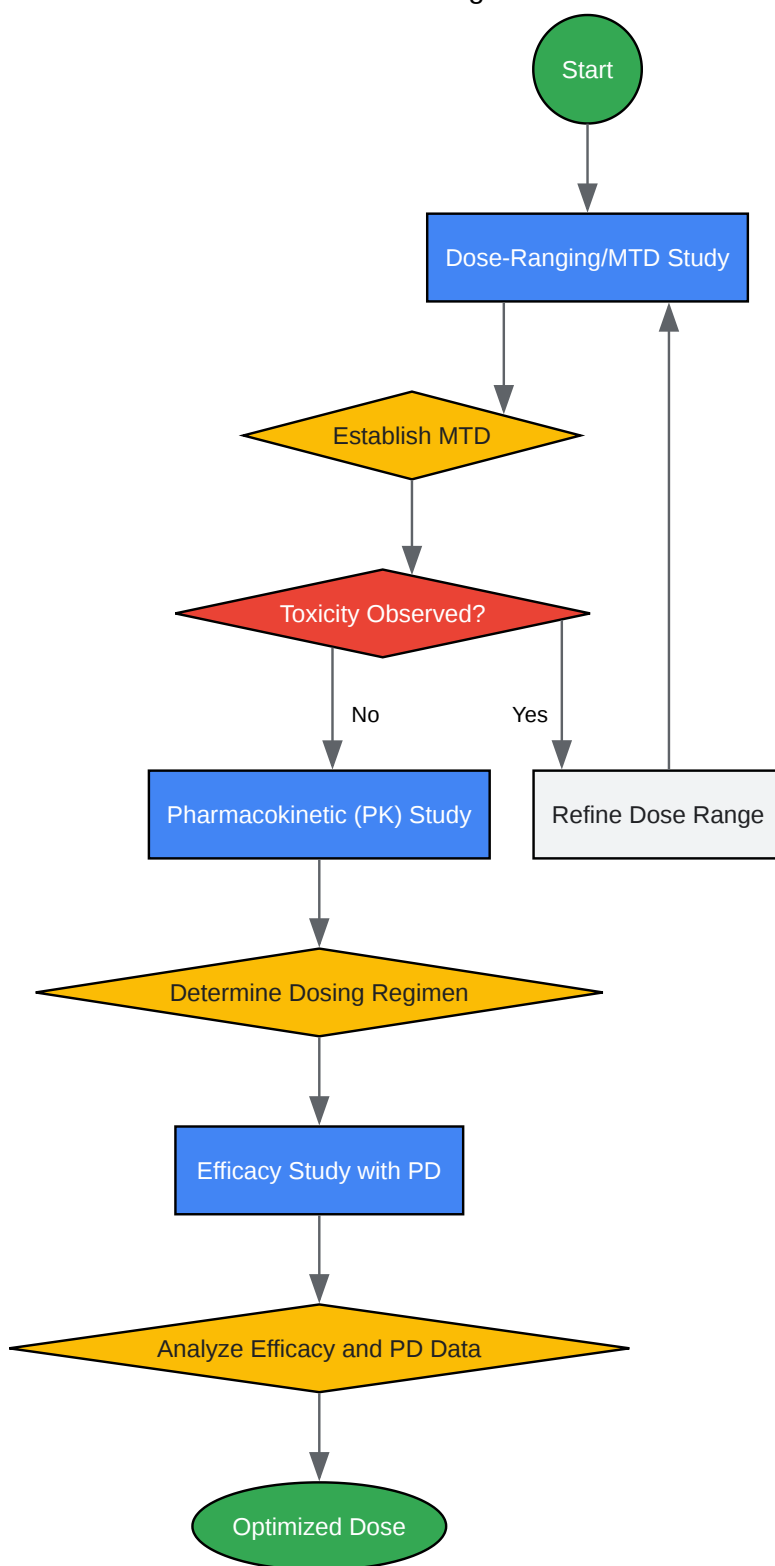 Start
Dose-Ranging/MTD Study
Establish MTD
Toxicity Observed?
No
Yes
Pharmacokinetic (PK) Study
Refine Dose Range
Determine Dosing Regimen
Efficacy Study with PD
Analyze Efficacy and PD Data
Optimized Dose